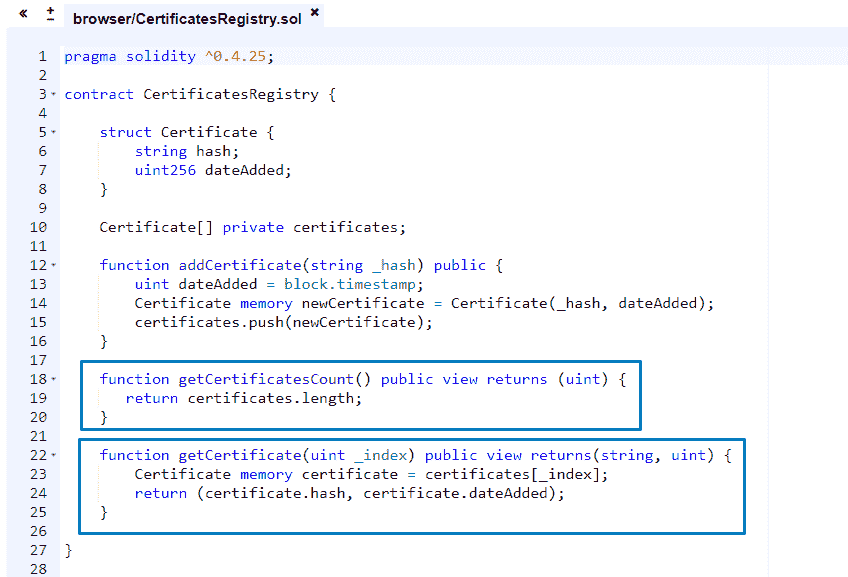 « ± browser/CertificatesRegistry.sol ×
1 pragma solidity ^0.4.25;
2
3 contract CertificatesRegistry {
4
5     struct Certificate {
6         string hash;
7         uint256 dateAdded;
8     }
9
10     Certificate[] private certificates;
11
12     function addCertificate(string _hash) public {
13         uint dateAdded = block.timestamp;
14         Certificate memory newCertificate = Certificate(_hash, dateAdded);
15         certificates.push(newCertificate);
16     }
17
18     function getCertificatesCount() public view returns (uint) {
19        return certificates.length;
20     }
21
22     function getCertificate(uint _index) public view returns(string, uint) {
23         Certificate memory certificate = certificates[_index];
24         return (certificate.hash, certificate.dateAdded);
25     }
26
27 }
28